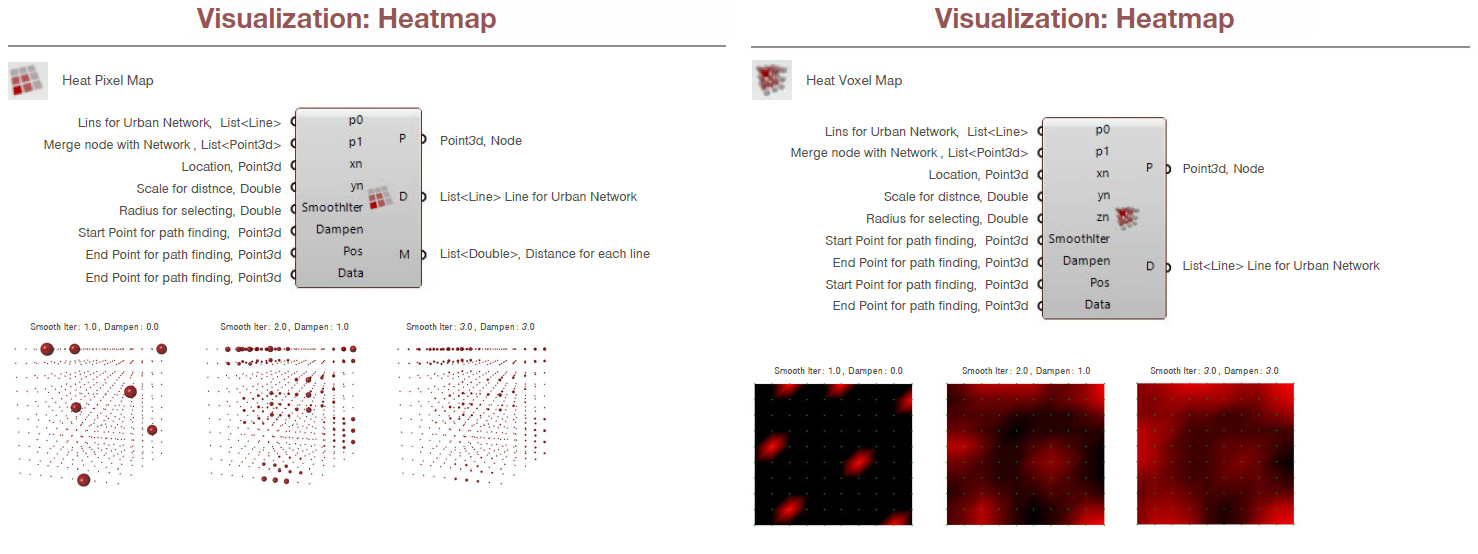 Visualization: Heatmap
Heat Pixel Map
Lins for Urban Network,  List<Line>
Merge node with Network , List<Point3d>
Location, Point3d
Scale for distnce, Double
Radius for selecting, Double
Start Point for path finding,  Point3d
End Point for path finding, Point3d
End Point for path finding, Point3d
p0
p1
xn
yn
SmoothIter
Dampen
Pos
Data
P
D
M
Point3d, Node
List<Line> Line for Urban Network
List<Double>, Distance for each line
Smooth Iter: 1.0, Dampen: 0.0
Smooth Iter: 2.0, Dampen: 1.0
Smooth Iter: 3.0, Dampen: 3.0
Visualization: Heatmap
Heat Voxel Map
Lins for Urban Network,  List<Line>
Merge node with Network , List<Point3d>
Location, Point3d
Scale for distnce, Double
Radius for selecting, Double
Start Point for path finding,  Point3d
End Point for path finding, Point3d
Start Point for path finding, Point3d
End Point for path finding, Point3d
p0
p1
xn
yn
zn
SmoothIter
Dampen
Pos
Data
P
D
Point3d, Node
List<Line> Line for Urban Network
Smooth Iter: 1.0, Dampen: 0.0
Smooth Iter: 2.0, Dampen: 1.0
Smooth Iter: 3.0, Dampen: 3.0